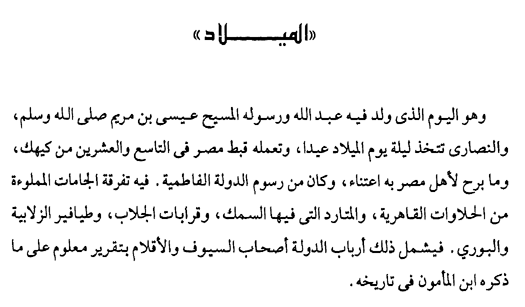 «الميـــــلاد»
وهو اليوم الذى ولد فيه عبد الله ورسوله المسيح عيسى بن مريم صلى الله وسلم،
والنصارى تتخذ ليلة يوم الميلاد عيدا، وتعمله قبط مصر فى التاسع والعشرين من كيهك،
وما برح لأهل مصر به اعتناء، وكان من رسوم الدولة الفاطمية. فيه تفرقة الجامات المملوءة
من الحلاوات القاهرية، والمتارد التى فيها السمك، وقرابات الجلاب، وطيافير الزلابية
والبوري. فيشمل ذلك أرباب الدولة أصحاب السيوف والأقلام بتقرير معلوم على ما
ذكره ابن المأمون فى تاريخه.